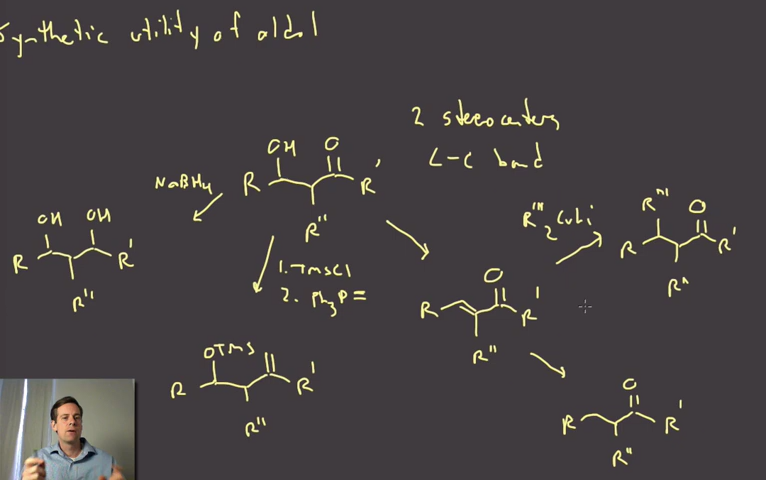 Synthetic utility of aldol
2 stereocenters
C-C bond
OH O
R R'
R"
NaBH4
OH OH
R R'
R"
1. TMSCl
2. Ph3P=
OTMS
R R'
R"
O
R R'
R"
R'''2CuLi
R''' O
R R'
R"
O
R R'
R"